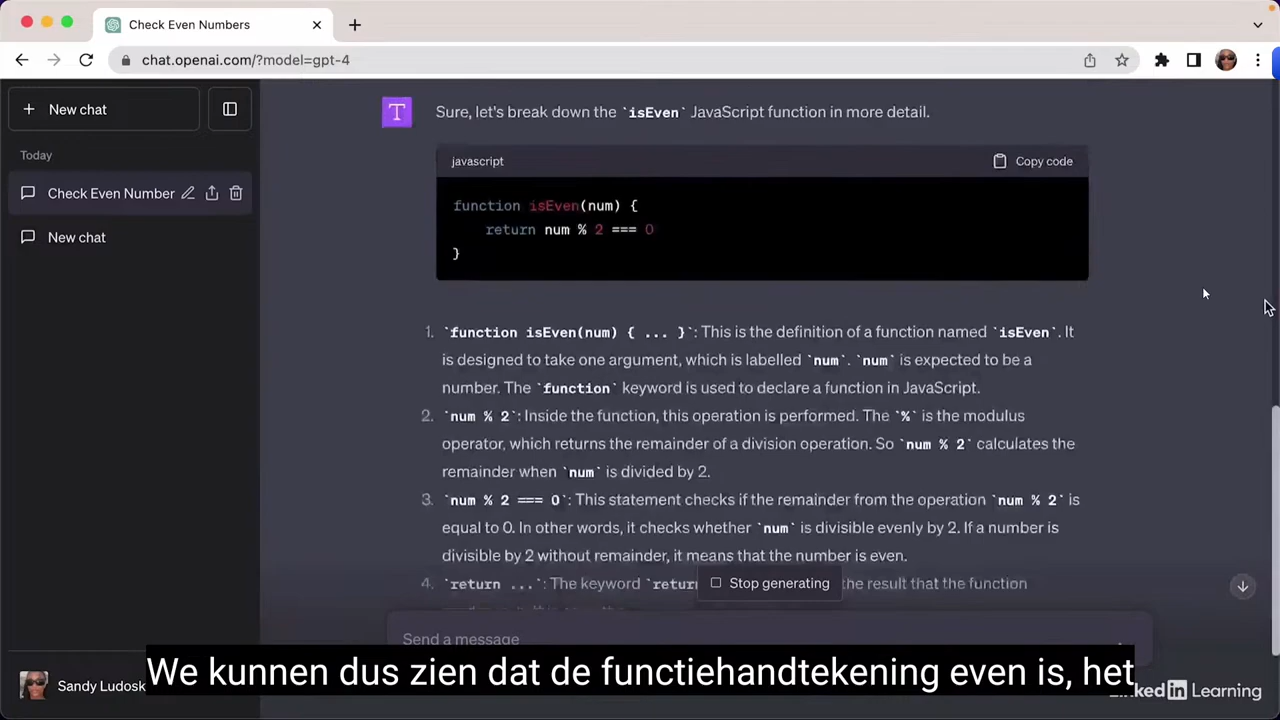 Check Even Numbers
chat.openai.com/?model=gpt-4
New chat
Today
Check Even Number
New chat
T
Sure, let's break down the `isEven` JavaScript function in more detail.
javascript
Copy code
function isEven(num) {
return num % 2 === 0
}
1. `function isEven(num) { ... }`: This is the definition of a function named `isEven`. It
is designed to take one argument, which is labelled `num`. `num` is expected to be a
number. The `function` keyword is used to declare a function in JavaScript.
2. `num % 2`: Inside the function, this operation is performed. The `%` is the modulus
operator, which returns the remainder of a division operation. So `num % 2` calculates the
remainder when `num` is divided by 2.
3. `num % 2 === 0`: This statement checks if the remainder from the operation `num % 2` is
equal to 0. In other words, it checks whether `num` is divisible evenly by 2. If a number is
divisible by 2 without remainder, it means that the number is even.
4. `return ...`: The keyword the result that the function
Stop generating
Send a message
Sandy Ludosk
We kunnen dus zien dat de functiehandtekening even is, het
Linked in Learning